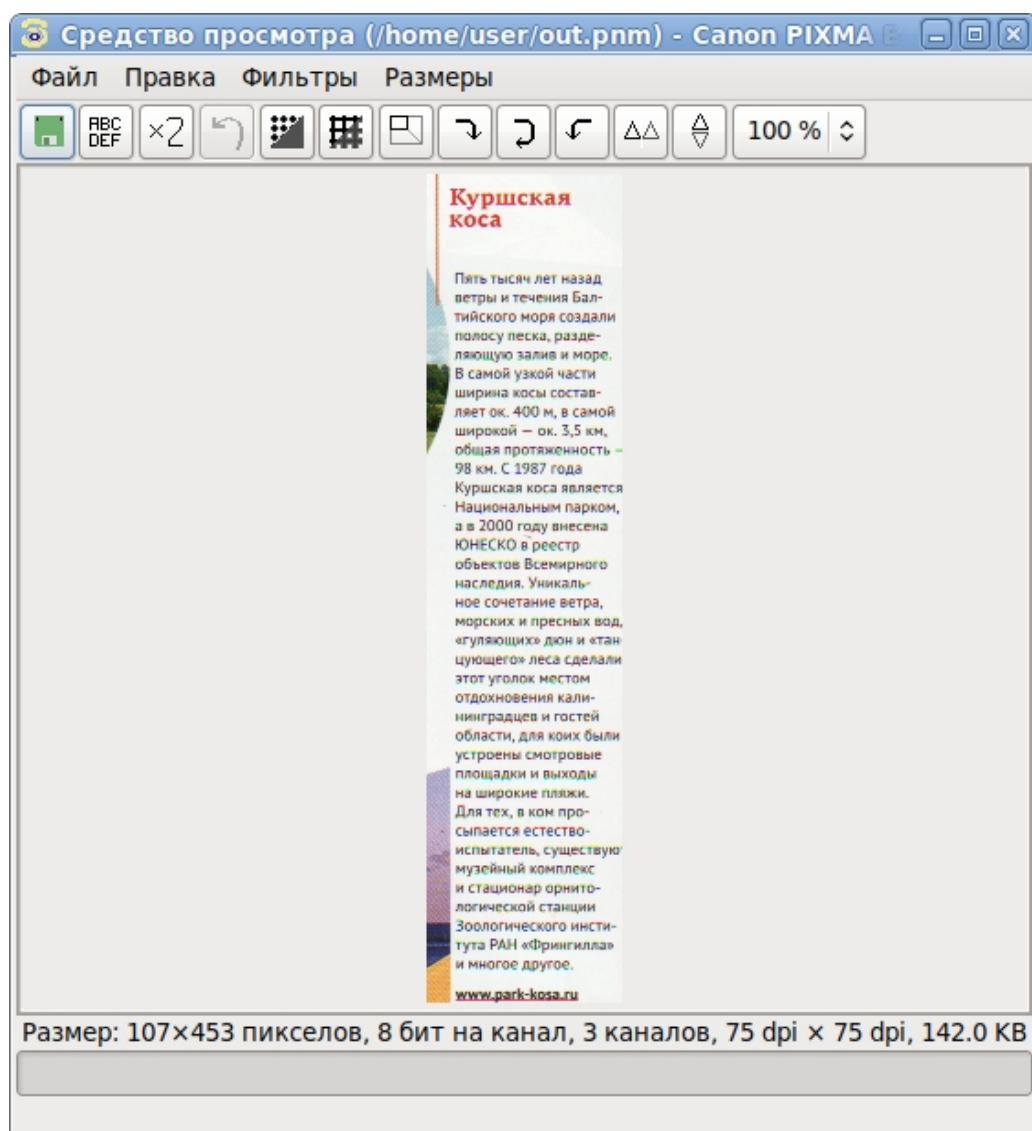 Средство просмотра (/home/user/out.pnm) - Canon PIXMA
Файл Правка Фильтры Размеры
ABC
DEF
×2
100 %
Куршская
коса
Пять тысяч лет назад
ветры и течения Бал-
тийского моря создали
полосу песка, разде-
ляющую залив и море.
В самой узкой части
ширина косы состав-
ляет ок. 400 м, в самой
широкой — ок. 3,5 км,
общая протяженность –
98 км. С 1987 года
Куршская коса является
Национальным парком,
а в 2000 году внесена
ЮНЕСКО в реестр
объектов Всемирного
наследия. Уникаль-
ное сочетание ветра,
морских и пресных вод,
«гуляющих» дюн и «тан
цующего» леса сделали
этот уголок местом
отдохновения кали-
нинградцев и гостей
области, для коих были
устроены смотровые
площадки и выходы
на широкие пляжи.
Для тех, в ком про-
сыпается естество-
испытатель, существую
музейный комплекс
и стационар орнито-
логической станции
Зоологического инсти-
тута РАН «Фрингилла»
и многое другое.
www.park-kosa.ru
Размер: 107×453 пикселов, 8 бит на канал, 3 каналов, 75 dpi × 75 dpi, 142.0 KB